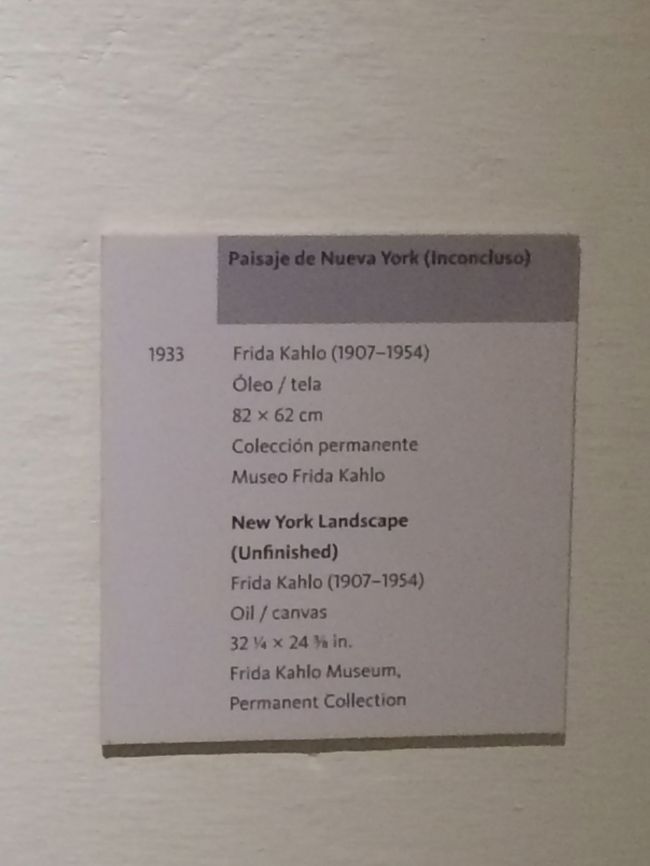 Paisaje de Nueva York (Inconcluso)
1933 Frida Kahlo (1907–1954)
Óleo / tela
82 × 62 cm
Colección permanente
Museo Frida Kahlo
New York Landscape
(Unfinished)
Frida Kahlo (1907–1954)
Oil / canvas
32 ¼ × 24 ⅜ in.
Frida Kahlo Museum,
Permanent Collection